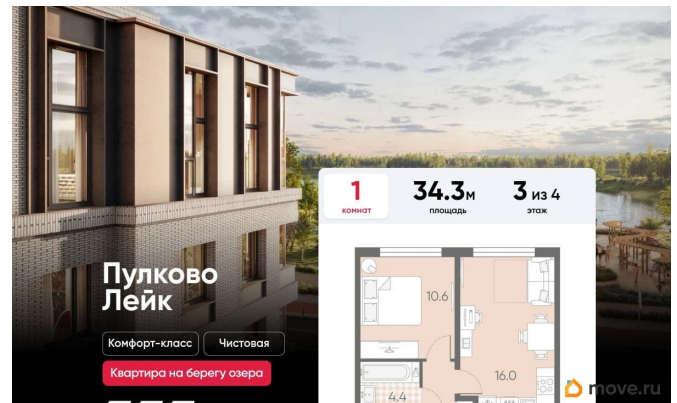 1
комнат
34.3м
площадь
3 из 4
этаж
Пулково
Лейк
Комфорт-класс
Чистовая
Квартира на берегу озера
10.6
16.0
4.4
move.ru